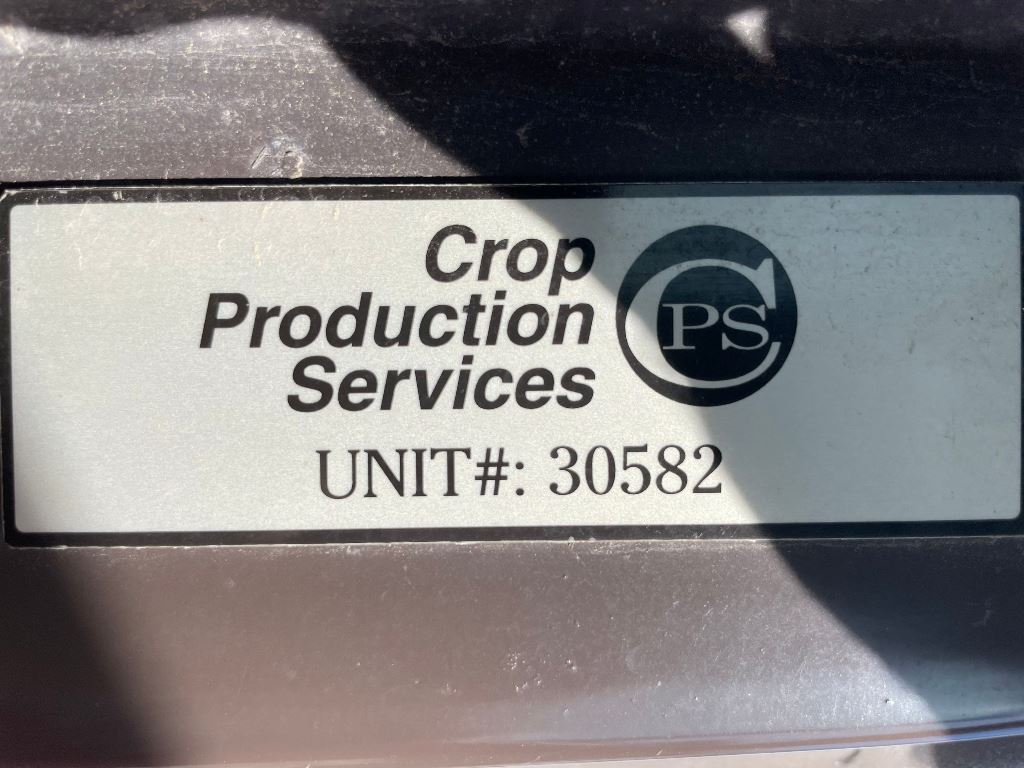 Crop
Production
Services
CPS
UNIT#: 30582